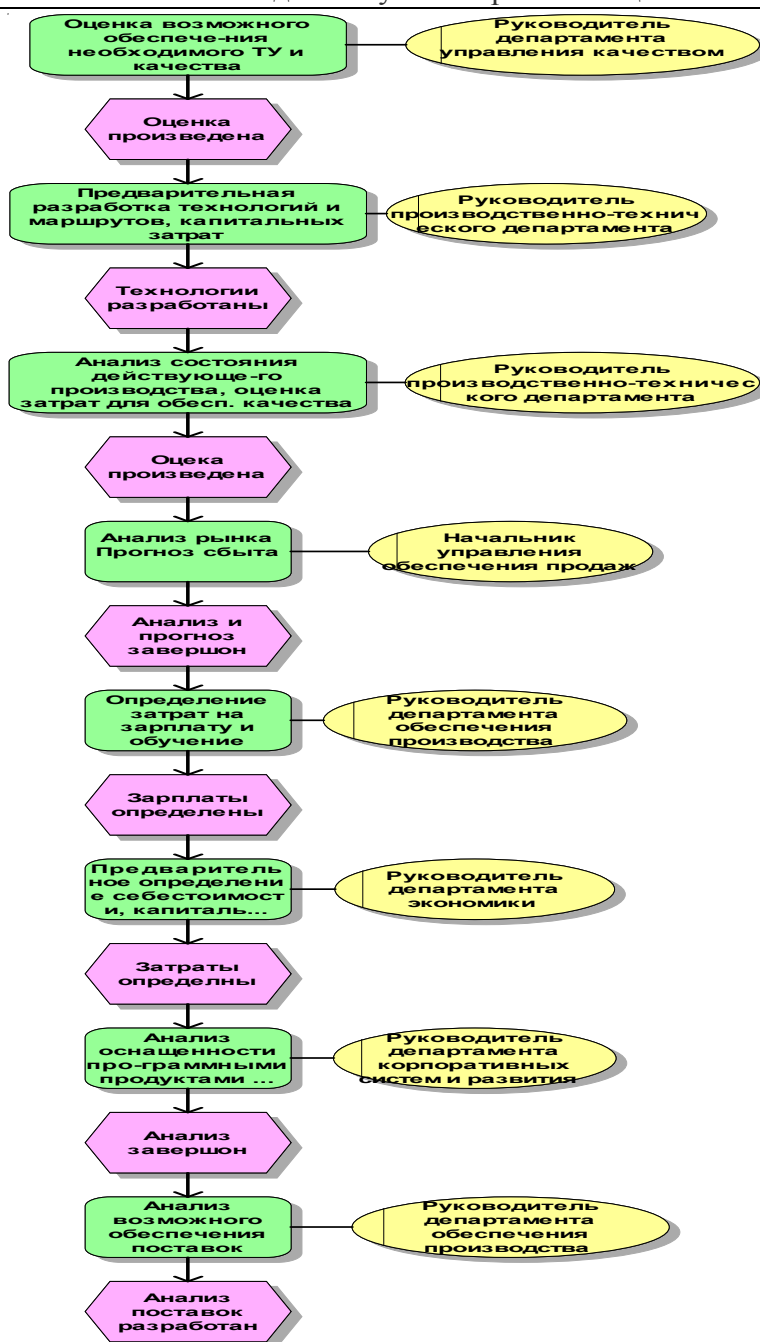 Оценка возможного
обеспече-ния
необходимого ТУ и
качества
Руководитель
департамента
управления качеством
Оценка
произведена
Предварительная
разработка технологий и
маршрутов, капитальных
затрат
Руководитель
производственно-технич
еского департамента
Технологии
разработаны
Анализ состояния
действующе-го
производства, оценка
затрат для обесп. качества
Руководитель
производственно-техничес
кого департамента
Оцека
произведена
Анализ рынка
Прогноз сбыта
Начальник
управления
обеспечения продаж
Анализ и
прогноз
завершон
Определение
затрат на
зарплату и
обучение
Руководитель
департамента
обеспечения
производства
Зарплаты
определены
Предваритель
ное определени
е себестоимост
и, капиталь...
Руководитель
департамента
экономики
Затраты
определны
Анализ
оснащенности
про-граммными
продуктами ...
Руководитель
департамента
корпоративных
систем и развития
Анализ
завершон
Анализ
возможного
обеспечения
поставок
Руководитель
департамента
обеспечения
производства
Анализ
поставок
разработан